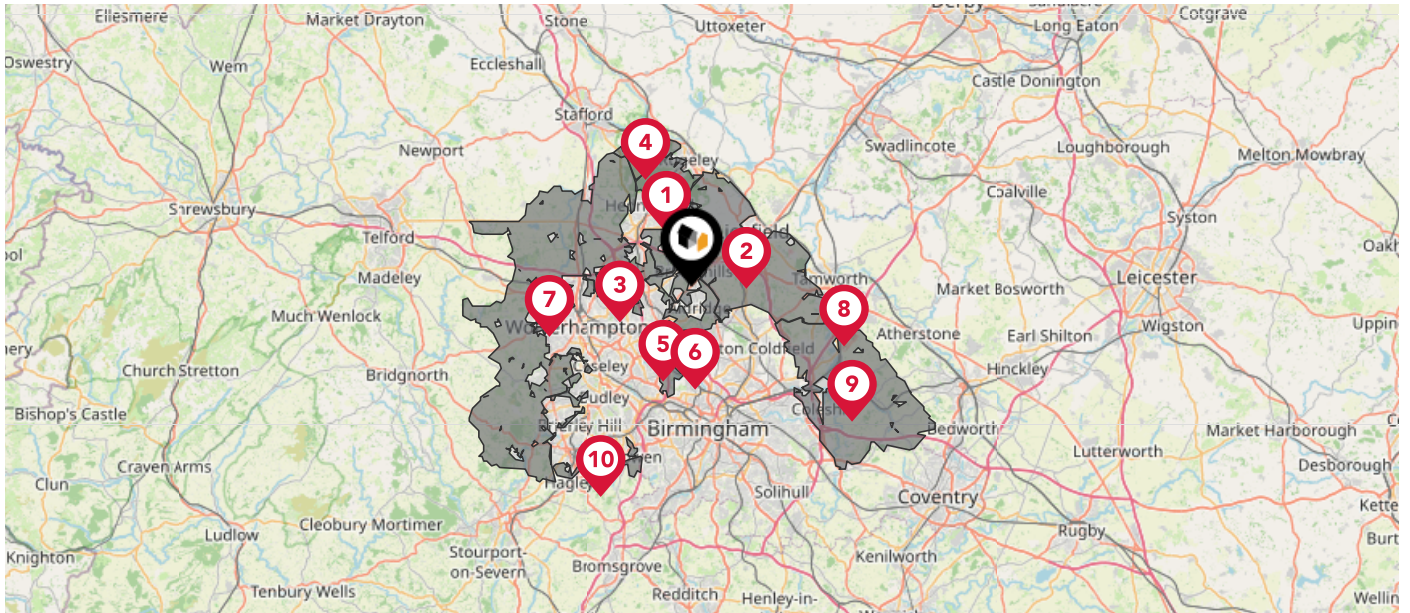 Ellesmere
Market Drayton
Stone
Uttoxeter
Cotgrave
Long Eaton
Oswestry
Wem
Eccleshall
Castle Donington
Stafford
Newport
4
Swadlincote
Loughborough
Melton Mowbray
1
Coalville
Shrewsbury
Syston
Telford
2
Madeley
3
Tamworth
Market Bosworth
Leicester
7
8
Much Wenlock
Atherstone
Earl Shilton
Wigston
5
6
Church Stretton
Bridgnorth
Hinckley
9
Bishop's Castle
Brierley Hill
Birmingham
Bedworth
Market Harborough
Lutterworth
10
Craven Arms
Desborough
Clun
Solihull
Coventry
Cleobury Mortimer
Ludlow
Rugby
Knighton
Stourport-
on-Severn
Bromsgrove
Kenilworth
Tenbury Wells
Redditch
Henley-in-